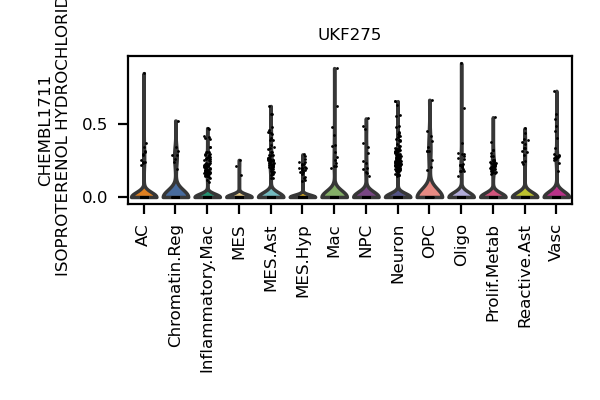 UKF275
CHEMBL1711
ISOPROTERENOL HYDROCHLORID
0.5
0.0
AC
Chromatin.Reg
Inflammatory.Mac
MES
MES.Ast
MES.Hyp
Mac
NPC
Neuron
OPC
Oligo
Prolif.Metab
Reactive.Ast
Vasc